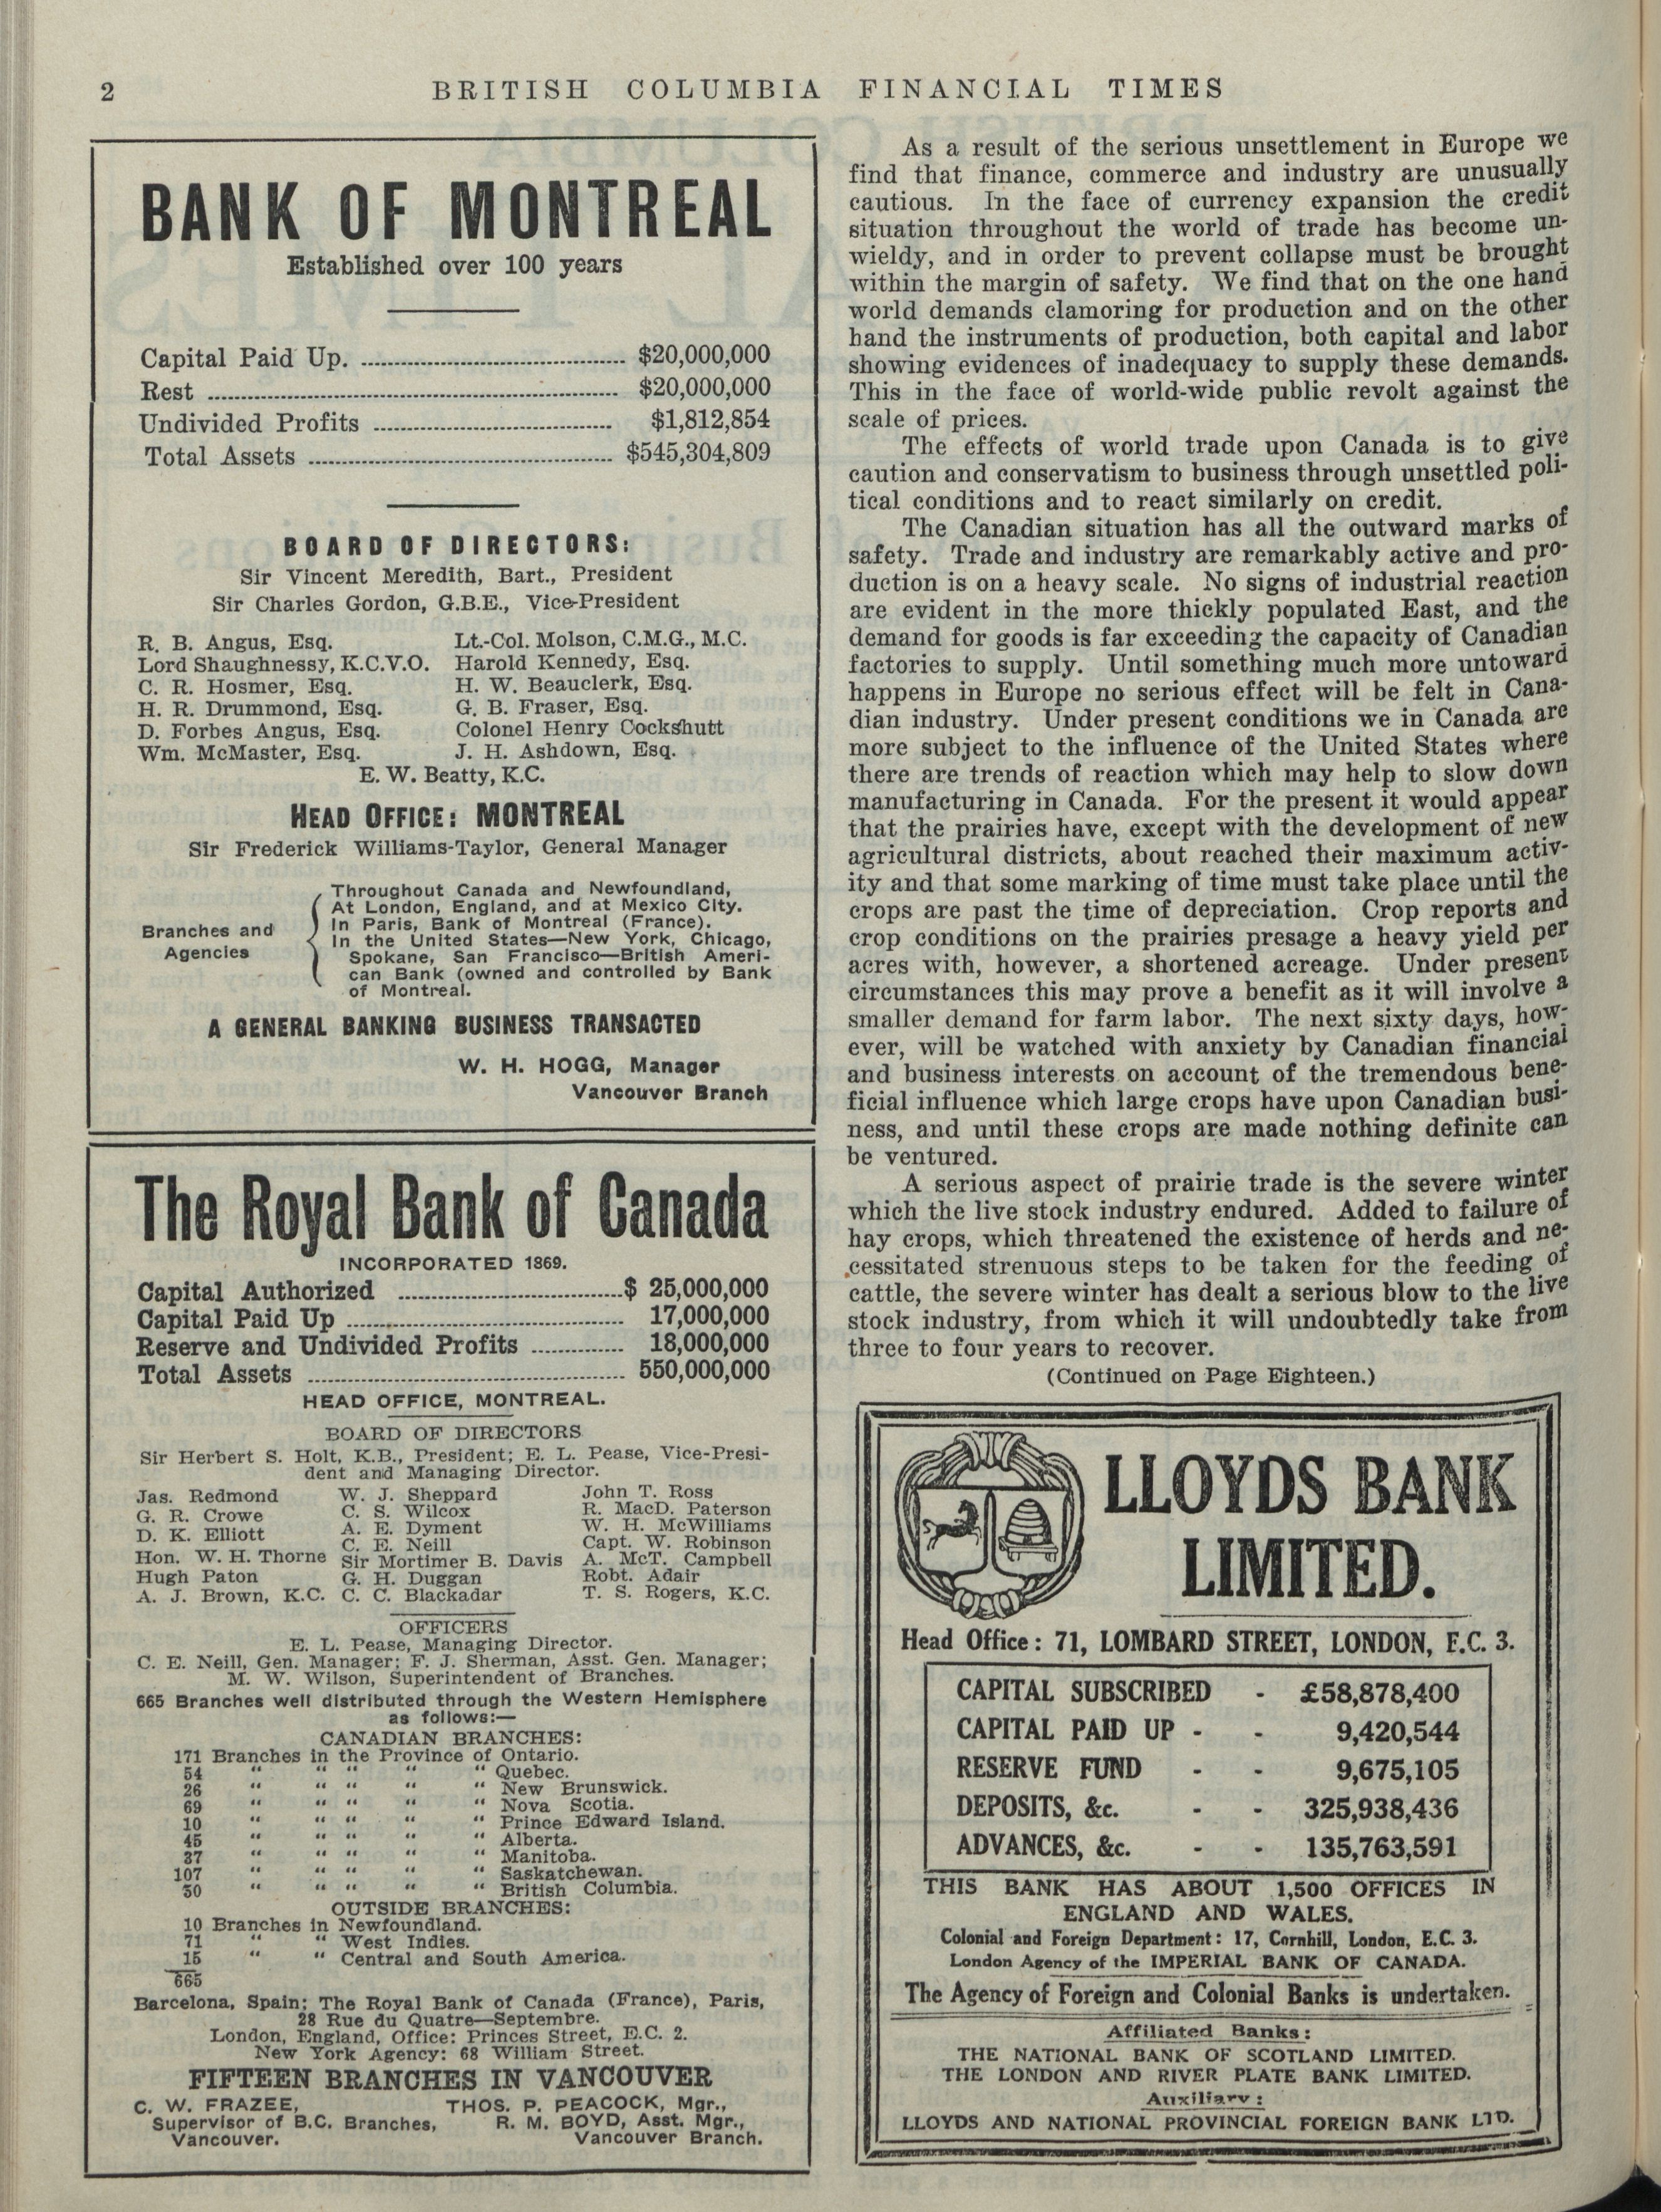 2
BRITISH COLUMBIA FINANCIAL TIMES
BANK OF MONTREAL
Established over 100 years
Capital Paid Up. ........ $20,000,000
Rest ........ $20,000,000
Undivided Profits ........ $1,812,854
Total Assets ........ $545,304,809
BOARD OF DIRECTORS:
Sir Vincent Meredith, Bart., President
Sir Charles Gordon, G.B.E., Vice-President
R. B. Angus, Esq. Lt.-Col. Molson, C.M.G., M.C.
Lord Shaughnessy, K.C.V.O. Harold Kennedy, Esq.
C. R. Hosmer, Esq. H. W. Beauclerk, Esq.
H. R. Drummond, Esq. G. B. Fraser, Esq.
D. Forbes Angus, Esq. Colonel Henry Cockshutt
Wm. McMaster, Esq. J. H. Ashdown, Esq.
E. W. Beatty, K.C.
HEAD OFFICE: MONTREAL
Sir Frederick Williams-Taylor, General Manager
Branches and Agencies
Throughout Canada and Newfoundland,
At London, England, and at Mexico City.
In Paris, Bank of Montreal (France).
In the United States—New York, Chicago,
Spokane, San Francisco—British Ameri-
can Bank (owned and controlled by Bank
of Montreal.
A GENERAL BANKING BUSINESS TRANSACTED
W. H. HOGG, Manager
Vancouver Branch
The Royal Bank of Canada
INCORPORATED 1869.
Capital Authorized ........$ 25,000,000
Capital Paid Up ........ 17,000,000
Reserve and Undivided Profits ........ 18,000,000
Total Assets ........ 550,000,000
HEAD OFFICE, MONTREAL.
BOARD OF DIRECTORS
Sir Herbert S. Holt, K.B., President; E. L. Pease, Vice-Presi-
dent and Managing Director.
Jas. Redmond W. J. Sheppard John T. Ross
G. R. Crowe C. S. Wilcox R. MacD. Paterson
D. K. Elliott A. E. Dyment W. H. McWilliams
C. E. Neill Capt. W. Robinson
Hon. W. H. Thorne Sir Mortimer B. Davis A. McT. Campbell
Hugh Paton G. H. Duggan Robt. Adair
A. J. Brown, K.C. C. C. Blackadar T. S. Rogers, K.C.
OFFICERS
E. L. Pease, Managing Director.
C. E. Neill, Gen. Manager; F. J. Sherman, Asst. Gen. Manager;
M. W. Wilson, Superintendent of Branches.
665 Branches well distributed through the Western Hemisphere
as follows:—
CANADIAN BRANCHES:
171 Branches in the Province of Ontario.
54 " " " " " Quebec.
26 " " " " " New Brunswick.
69 " " " " " Nova Scotia.
10 " " " " " Prince Edward Island.
45 " " " " " Alberta.
37 " " " " " Manitoba.
107 " " " " " Saskatchewan.
50 " " " " " British Columbia.
OUTSIDE BRANCHES:
10 Branches in Newfoundland.
71 " " West Indies.
15 " " Central and South America.
665
Barcelona, Spain; The Royal Bank of Canada (France), Paris,
28 Rue du Quatre—Septembre.
London, England, Office: Princes Street, E.C. 2.
New York Agency: 68 William Street.
FIFTEEN BRANCHES IN VANCOUVER
C. W. FRAZEE, THOS. P. PEACOCK, Mgr.,
Supervisor of B.C. Branches, R. M. BOYD, Asst. Mgr.,
Vancouver. Vancouver Branch.
As a result of the serious unsettlement in Europe we
find that finance, commerce and industry are unusually
cautious. In the face of currency expansion the credit
situation throughout the world of trade has become un-
wieldy, and in order to prevent collapse must be brought
within the margin of safety. We find that on the one hand
world demands clamoring for production and on the other
hand the instruments of production, both capital and labor
showing evidences of inadequacy to supply these demands.
This in the face of world-wide public revolt against the
scale of prices.
The effects of world trade upon Canada is to give
caution and conservatism to business through unsettled poli-
tical conditions and to react similarly on credit.
The Canadian situation has all the outward marks of
safety. Trade and industry are remarkably active and pro-
duction is on a heavy scale. No signs of industrial reaction
are evident in the more thickly populated East, and the
demand for goods is far exceeding the capacity of Canadian
factories to supply. Until something much more untoward
happens in Europe no serious effect will be felt in Cana-
dian industry. Under present conditions we in Canada are
more subject to the influence of the United States where
there are trends of reaction which may help to slow down
manufacturing in Canada. For the present it would appear
that the prairies have, except with the development of new
agricultural districts, about reached their maximum activ-
ity and that some marking of time must take place until the
crops are past the time of depreciation. Crop reports and
crop conditions on the prairies presage a heavy yield per
acres with, however, a shortened acreage. Under present
circumstances this may prove a benefit as it will involve a
smaller demand for farm labor. The next sixty days, how-
ever, will be watched with anxiety by Canadian financial
and business interests on account of the tremendous bene-
ficial influence which large crops have upon Canadian busi-
ness, and until these crops are made nothing definite can
be ventured.
A serious aspect of prairie trade is the severe winter
which the live stock industry endured. Added to failure of
hay crops, which threatened the existence of herds and ne-
cessitated strenuous steps to be taken for the feeding of
cattle, the severe winter has dealt a serious blow to the live
stock industry, from which it will undoubtedly take from
three to four years to recover.
(Continued on Page Eighteen.)
LLOYDS BANK
LIMITED.
Head Office: 71, LOMBARD STREET, LONDON, E.C. 3.
CAPITAL SUBSCRIBED - £58,878,400
CAPITAL PAID UP - - 9,420,544
RESERVE FUND - - 9,675,105
DEPOSITS, &c. - - 325,938,436
ADVANCES, &c. - - 135,763,591
THIS BANK HAS ABOUT 1,500 OFFICES IN
ENGLAND AND WALES.
Colonial and Foreign Department: 17, Cornhill, London, E.C. 3.
London Agency of the IMPERIAL BANK OF CANADA.
The Agency of Foreign and Colonial Banks is undertaken.
Affiliated Banks:
THE NATIONAL BANK OF SCOTLAND LIMITED.
THE LONDON AND RIVER PLATE BANK LIMITED.
Auxiliary:
LLOYDS AND NATIONAL PROVINCIAL FOREIGN BANK LTD.